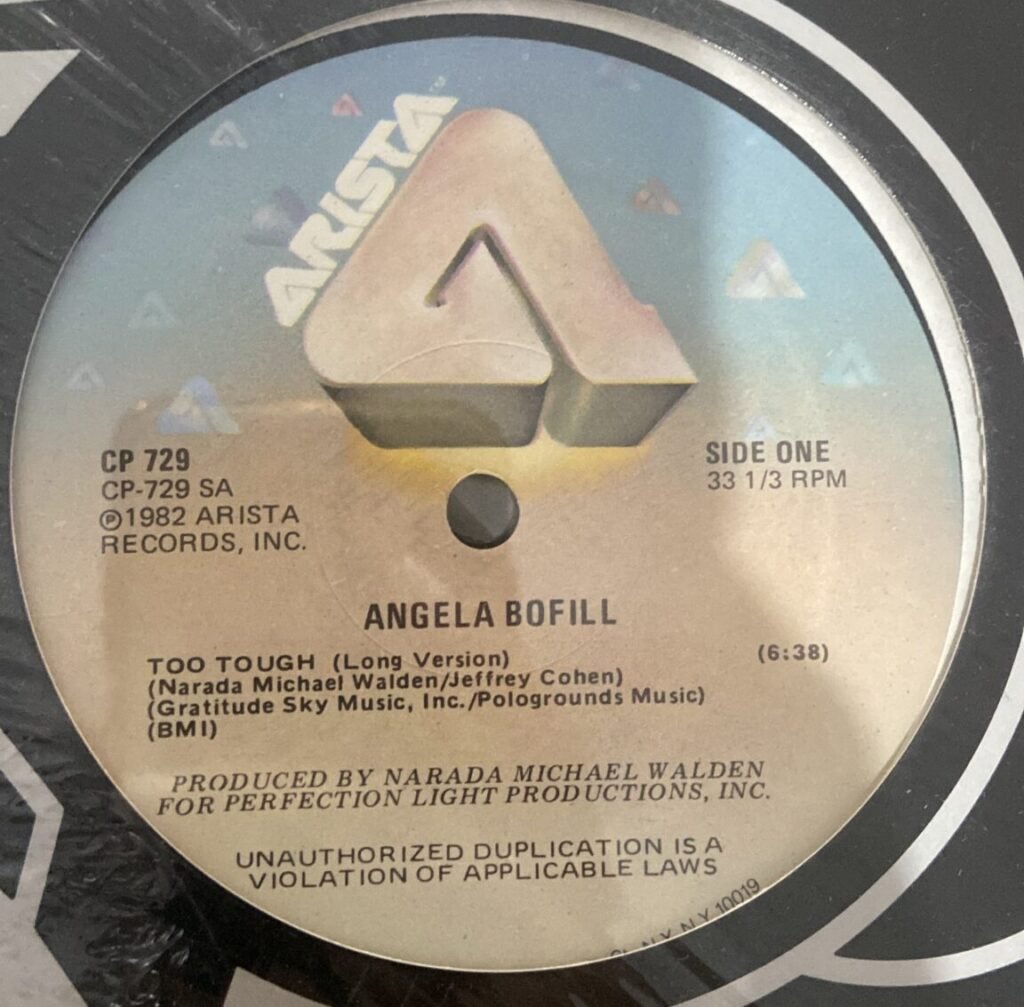 ARISTA
CP 729
CP-729 SA
℗1982 ARISTA
RECORDS, INC.
SIDE ONE
33 1/3 RPM
ANGELA BOFILL
TOO TOUGH (Long Version) (6:38)
(Narada Michael Walden/Jeffrey Cohen)
(Gratitude Sky Music, Inc./Pologrounds Music)
(BMI)
PRODUCED BY NARADA MICHAEL WALDEN
FOR PERFECTION LIGHT PRODUCTIONS, INC.
UNAUTHORIZED DUPLICATION IS A
VIOLATION OF APPLICABLE LAWS
N.Y. N.Y. 10019